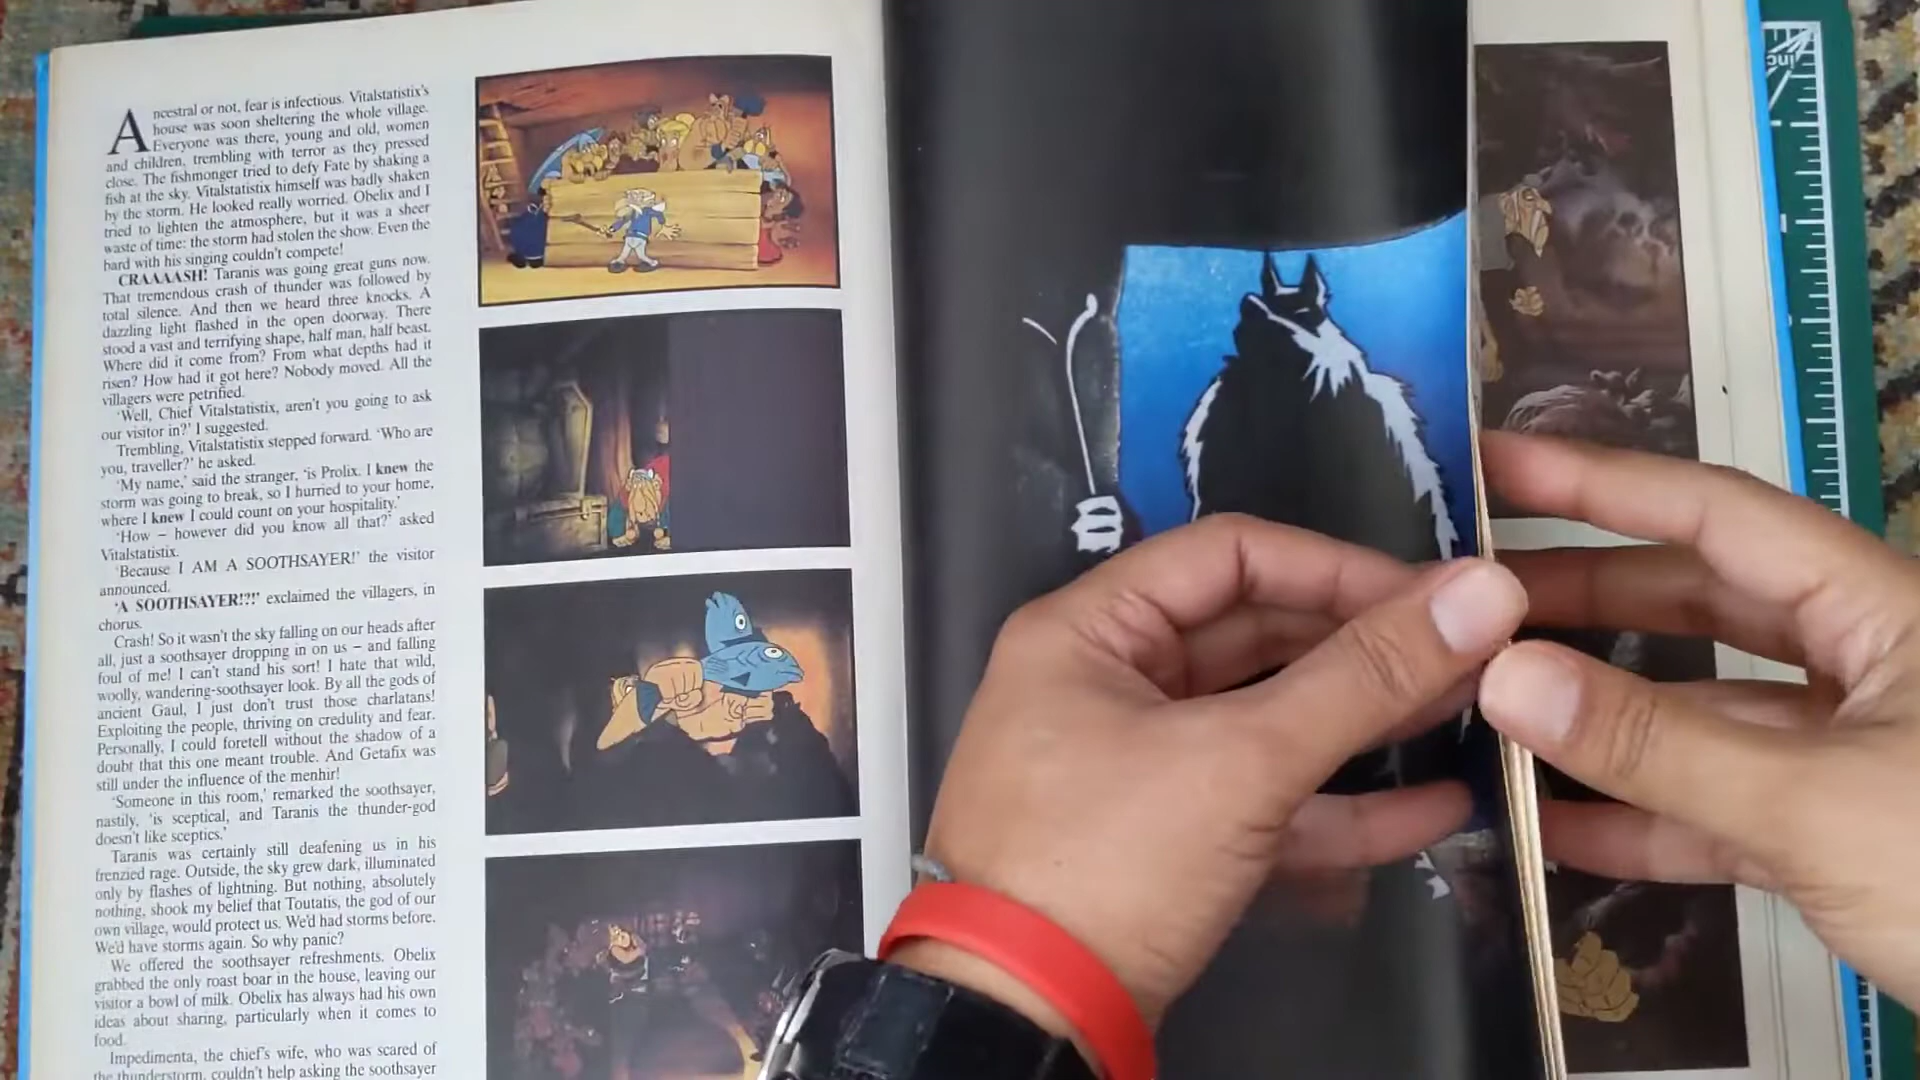 Ancestral or not, fear is infectious. Vitalstatistix's
house was soon sheltering the whole village.
Everyone was there, young and old, women
and children, trembling with terror as they pressed
close. The fishmonger tried to defy Fate by shaking a
fish at the sky. Vitalstatistix himself was badly shaken
by the storm. He looked really worried. Obelix and I
tried to lighten the atmosphere, but it was a sheer
waste of time: the storm had stolen the show. Even the
bard with his singing couldn't compete!
CRAAAASH! Taranis was going great guns now.
That tremendous crash of thunder was followed by
total silence. And then we heard three knocks. A
dazzling light flashed in the open doorway. There
stood a vast and terrifying shape, half man, half beast.
Where did it come from? From what depths had it
risen? How had it got here? Nobody moved. All the
villagers were petrified.
'Well, Chief Vitalstatistix, aren't you going to ask
our visitor in?' I suggested.
Trembling, Vitalstatistix stepped forward. 'Who are
you, traveller?' he asked.
'My name,' said the stranger, 'is Prolix. I knew the
storm was going to break, so I hurried to your home,
where I knew I could count on your hospitality.'
'How – however did you know all that?' asked
Vitalstatistix.
'Because I AM A SOOTHSAYER!' the visitor
announced.
'A SOOTHSAYER!?!' exclaimed the villagers, in
chorus.
Crash! So it wasn't the sky falling on our heads after
all, just a soothsayer dropping in on us – and falling
foul of me! I can't stand his sort! I hate that wild,
woolly, wandering-soothsayer look. By all the gods of
ancient Gaul, I just don't trust those charlatans!
Exploiting the people, thriving on credulity and fear.
Personally, I could foretell without the shadow of a
doubt that this one meant trouble. And Getafix was
still under the influence of the menhir!
'Someone in this room,' remarked the soothsayer,
nastily, 'is sceptical, and Taranis the thunder-god
doesn't like sceptics.'
Taranis was certainly still deafening us in his
frenzied rage. Outside, the sky grew dark, illuminated
only by flashes of lightning. But nothing, absolutely
nothing, shook my belief that Toutatis, the god of our
own village, would protect us. We'd had storms before.
We'd have storms again. So why panic?
We offered the soothsayer refreshments. Obelix
grabbed the only roast boar in the house, leaving our
visitor a bowl of milk. Obelix has always had his own
ideas about sharing, particularly when it comes to
food.
Impedimenta, the chief's wife, who was scared of
the thunderstorm, couldn't help asking the soothsayer
inc